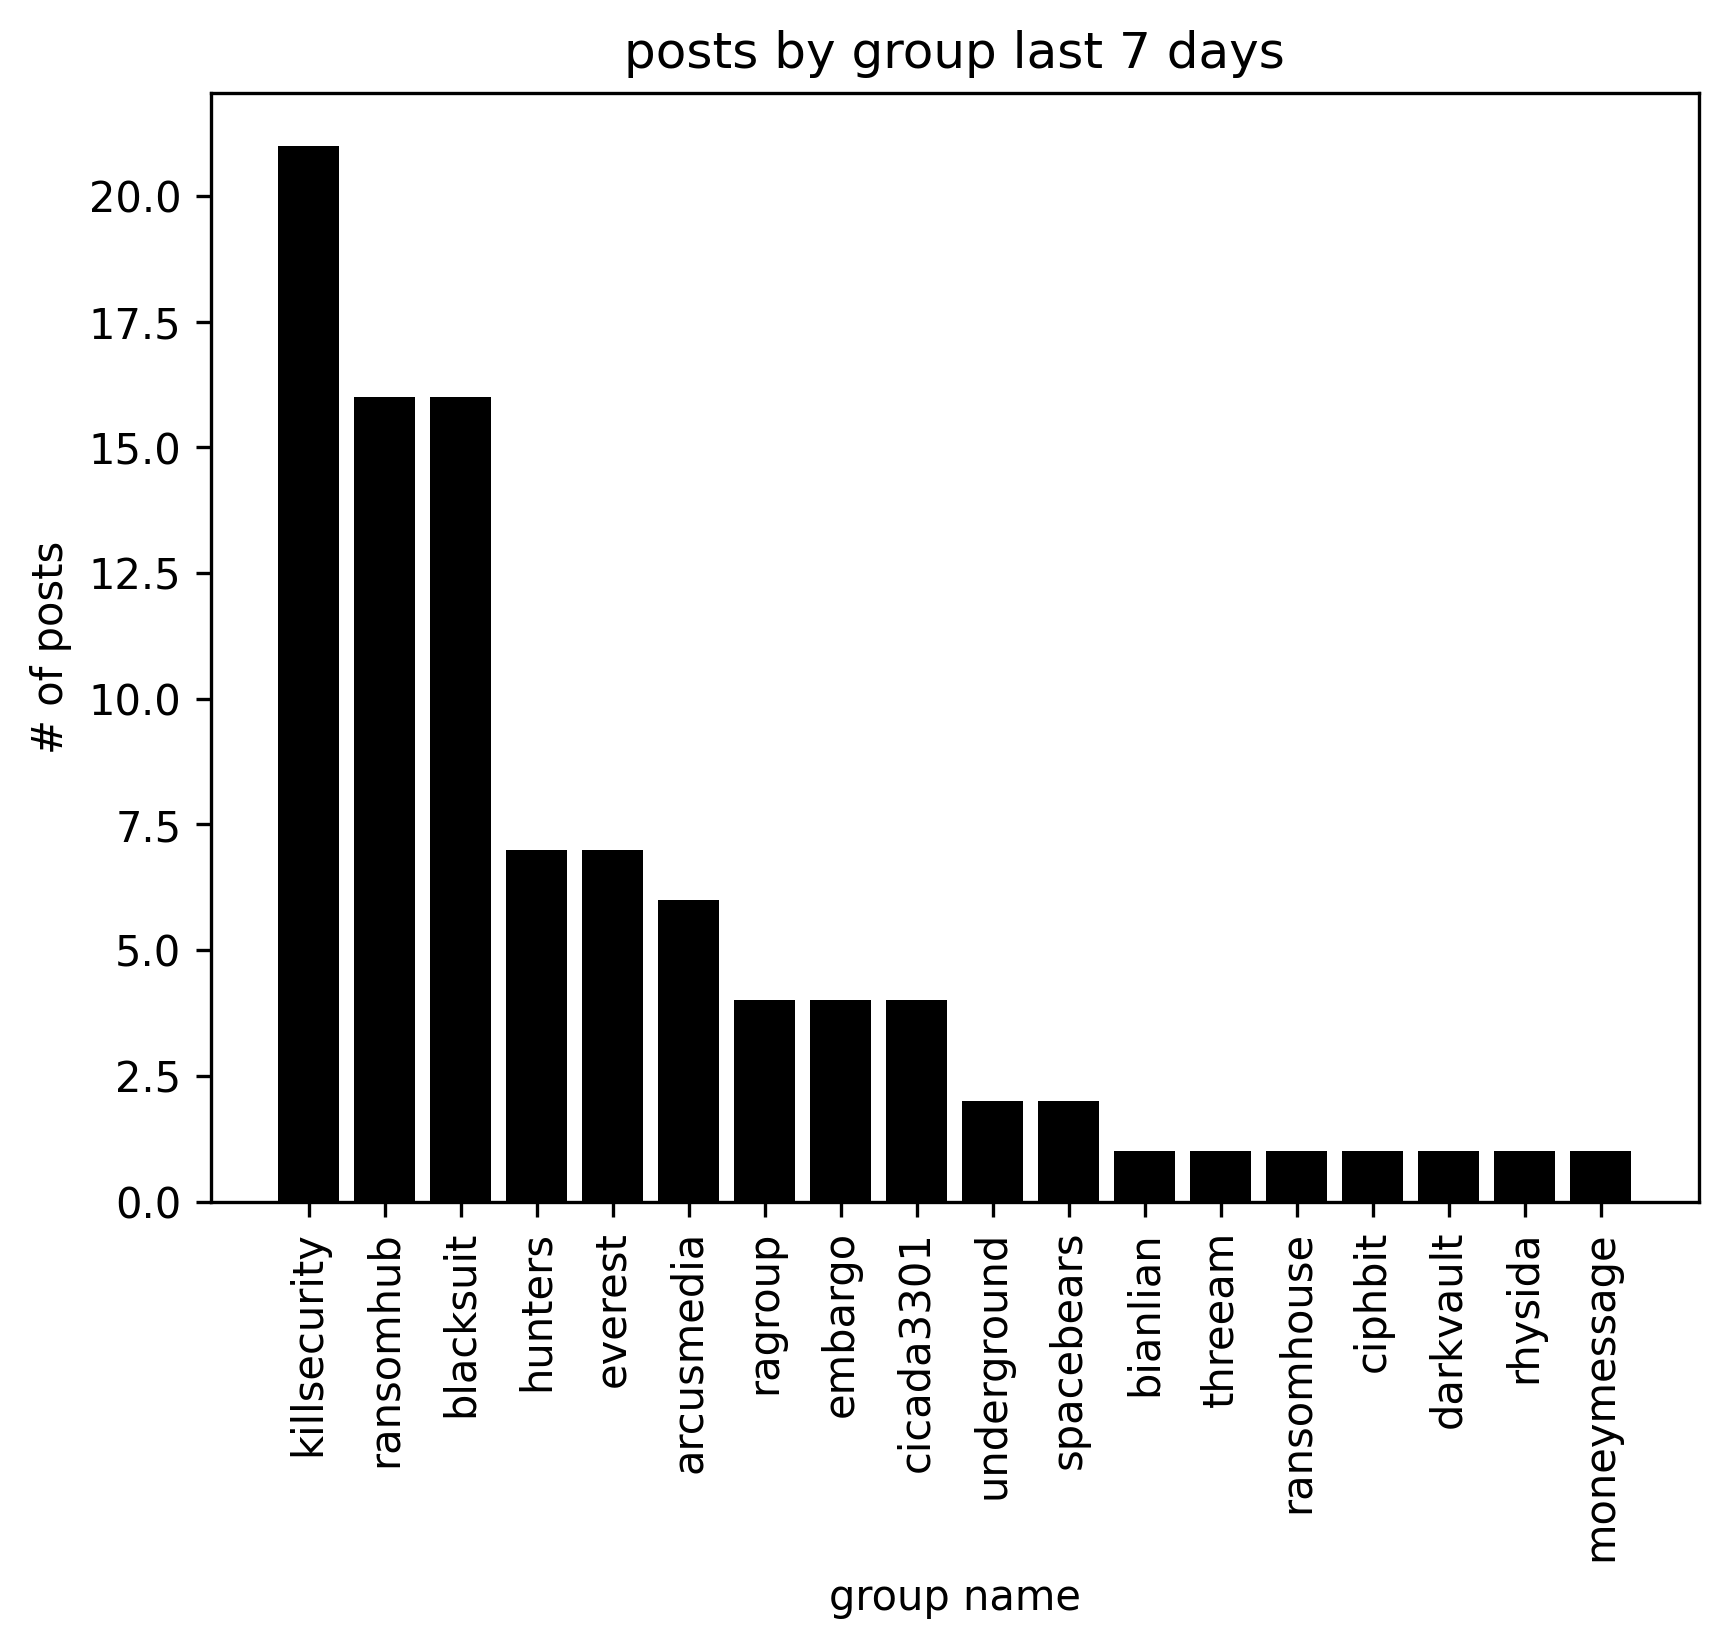 posts by group last 7 days
# of posts
20.0
17.5
15.0
12.5
10.0
7.5
5.0
2.5
0.0
killsecurity
ransomhub
blacksuit
hunters
everest
arcusmedia
ragroup
embargo
cicada3301
underground
spacebears
bianlian
threeam
ransomhouse
ciphbit
darkvault
rhysida
moneymessage
group name